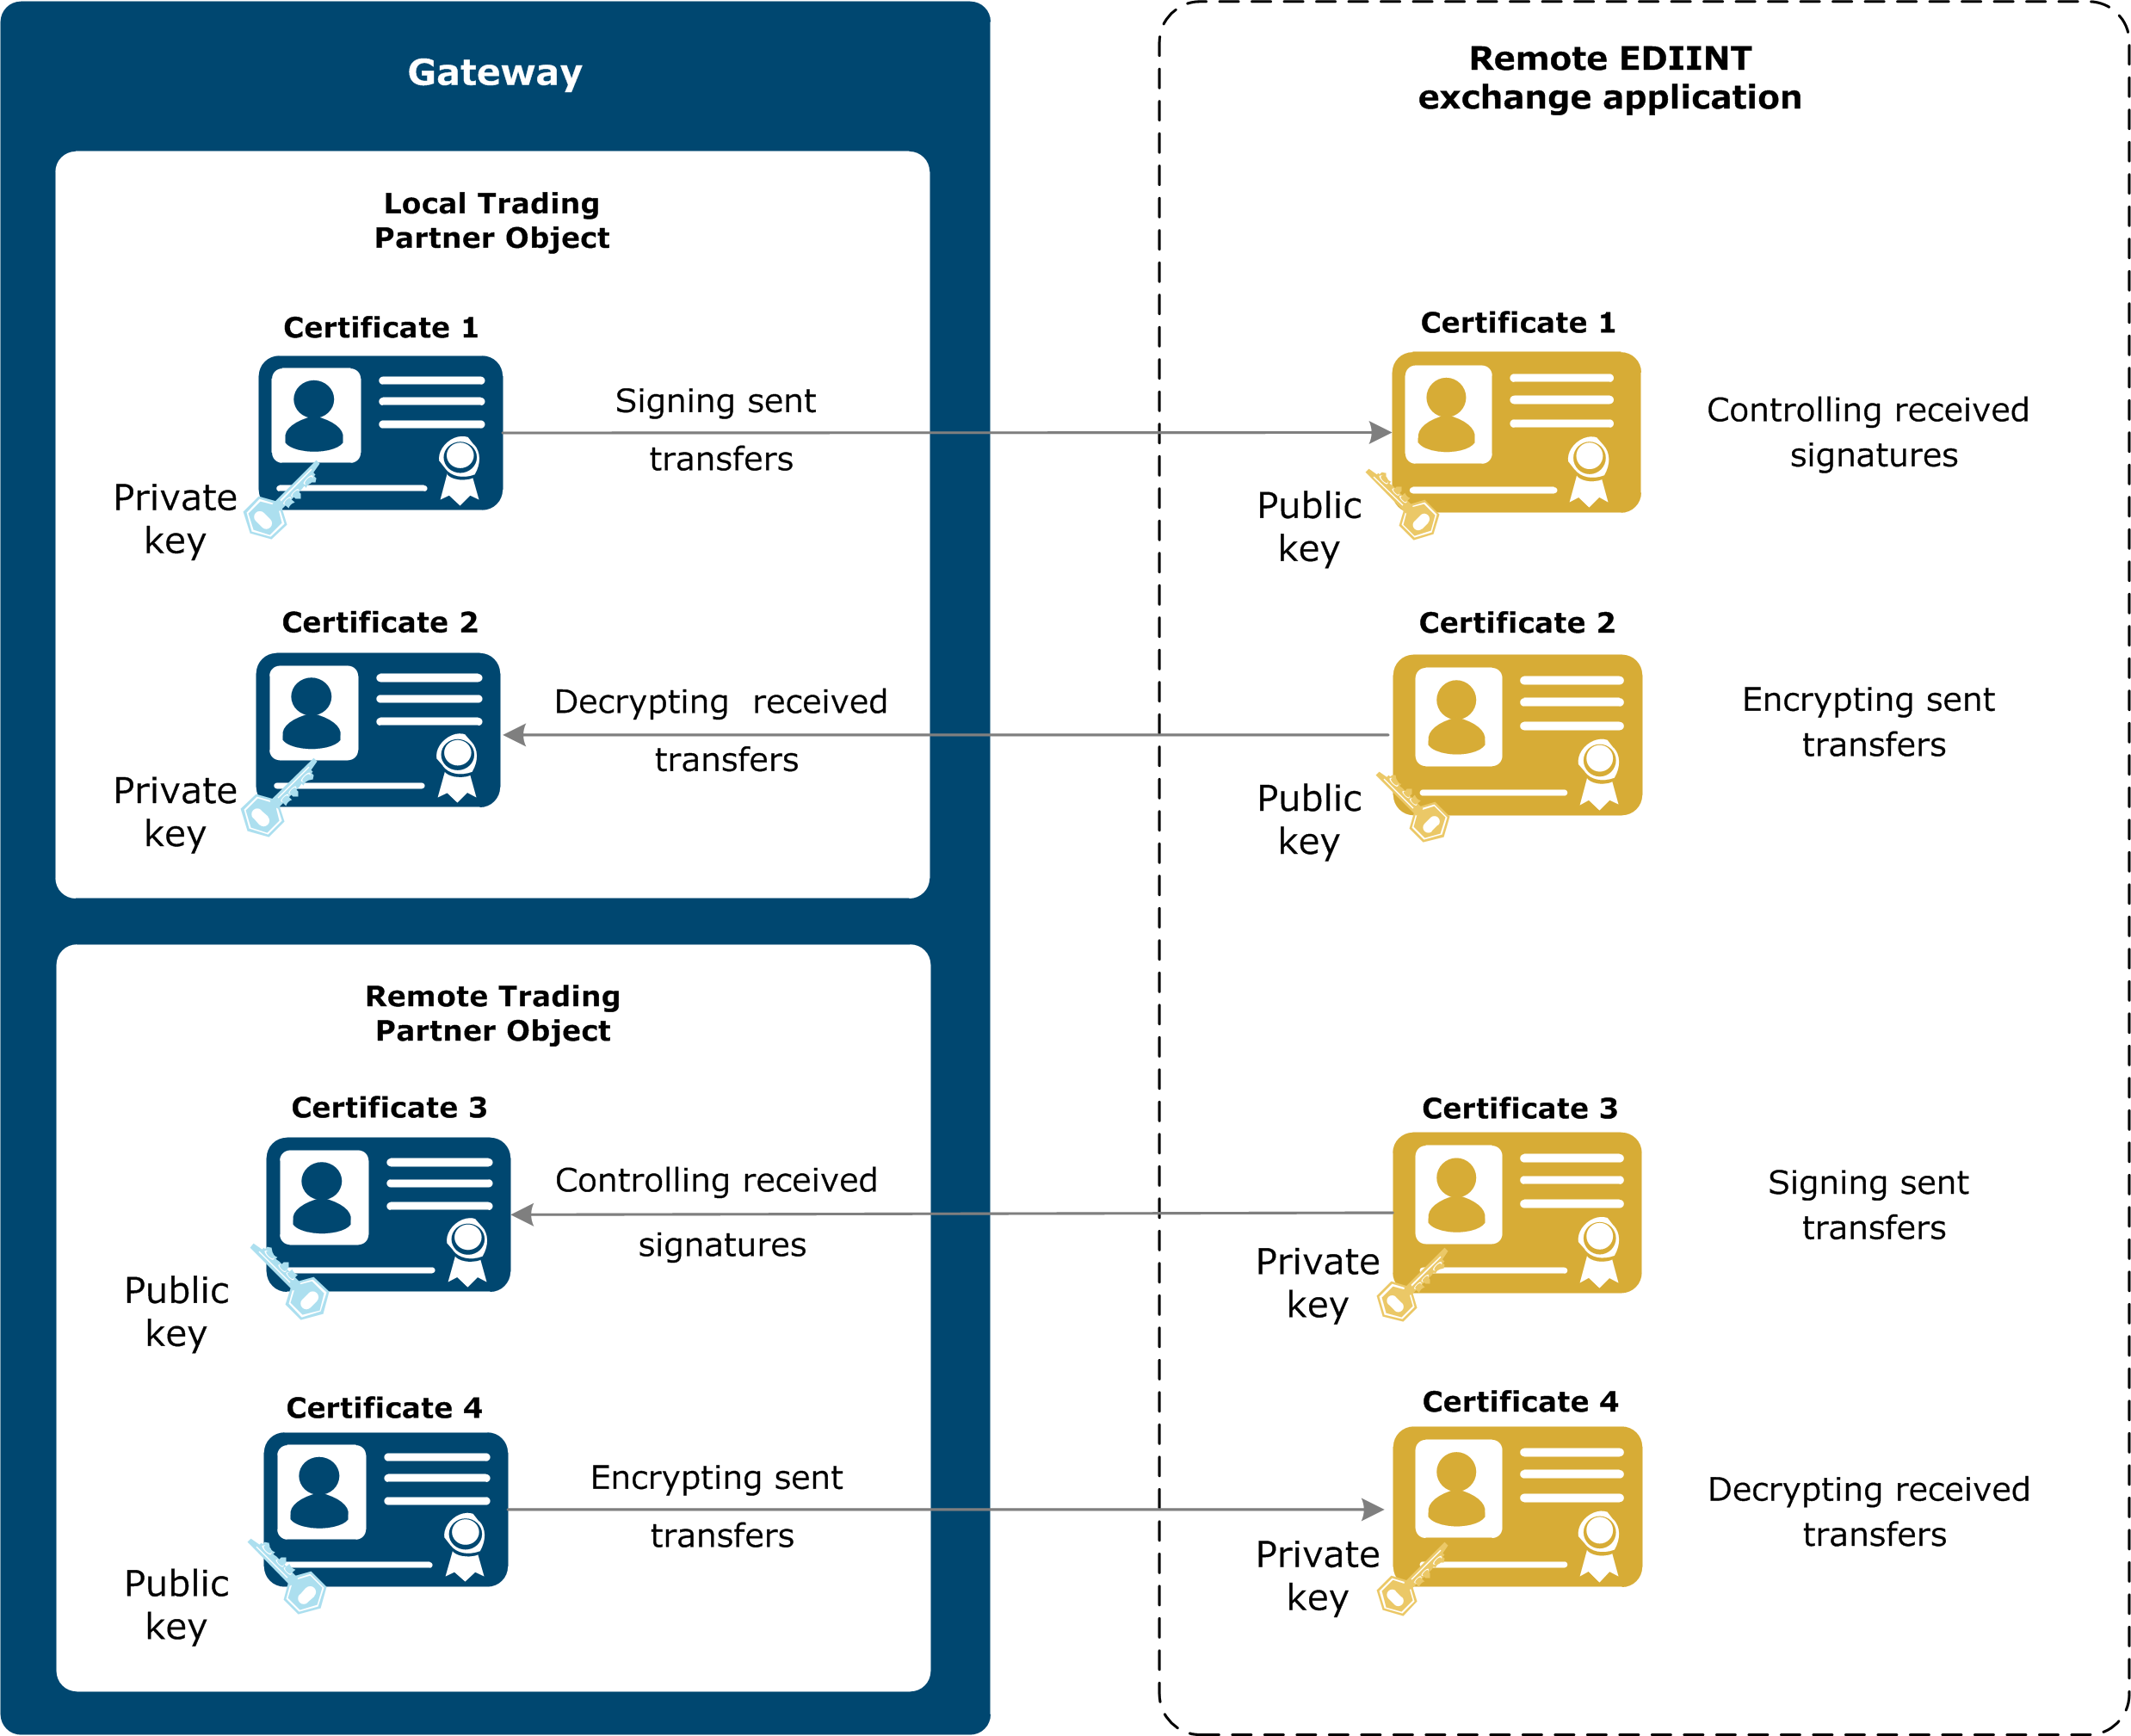 Gateway
Local Trading
Partner Object
Certificate 1
Signing sent
transfers
Private
key
Certificate 2
Decrypting  received
transfers
Private
key
Remote Trading
Partner Object
Certificate 3
Controlling received
signatures
Public
key
Certificate 4
Encrypting sent
transfers
Public
key
Remote EDIINT
exchange application
Certificate 1
Controlling received
signatures
Public
key
Certificate 2
Encrypting sent
transfers
Public
key
Certificate 3
Signing sent
transfers
Private
key
Certificate 4
Decrypting received
transfers
Private
key